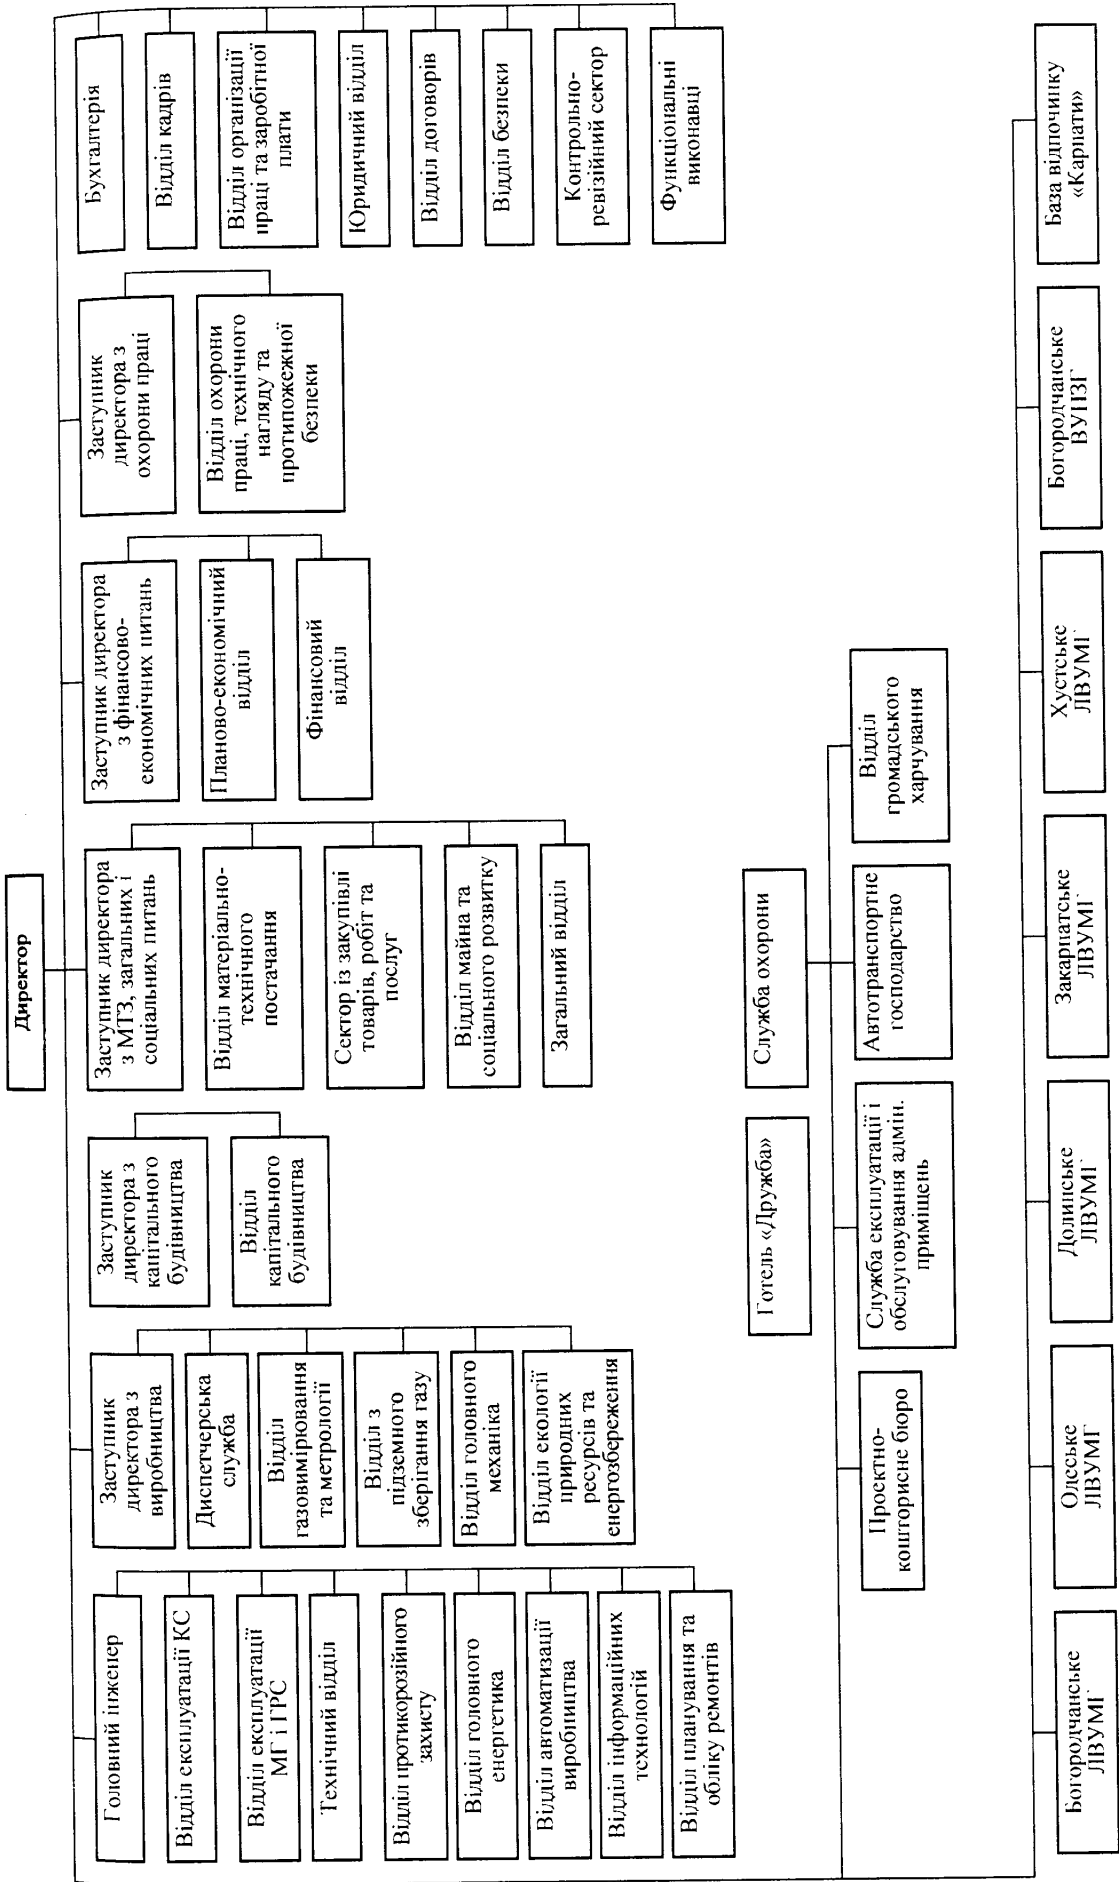 Директор
Головний інженер
Відділ експлуатації КС
Відділ експлуатації
МГ і ГРС
Технічний відділ
Відділ протикорозійного
захисту
Відділ головного
енергетика
Відділ автоматизації
виробництва
Відділ інформаційних
технологій
Відділ планування та
обліку ремонтів
Заступник
директора з
виробництва
Диспетчерська
служба
Відділ
газовимірювання
та метрології
Відділ з
підземного
зберігання газу
Відділ головного
механіка
Відділ екології
природних
ресурсів та
енергозбереження
Заступник
директора з
капітального
будівництва
Відділ
капітального
будівництва
Заступник директора
з МТЗ, загальних і
соціальних питань
Відділ матеріально-
технічного
постачання
Сектор із закупівлі
товарів, робіт та
послуг
Відділ майна та
соціального розвитку
Загальний відділ
Заступник директора
з фінансово-
економічних питань
Планово-економічний
відділ
Фінансовий
відділ
Заступник
директора з
охорони праці
Відділ охорони
праці, технічного
нагляду та
протипожежної
безпеки
Бухгалтерія
Відділ кадрів
Відділ організації
праці та заробітної
плати
Юридичний відділ
Відділ договорів
Відділ безпеки
Контрольно-
ревізійний сектор
Функціональні
виконавці
Готель «Дружба»
Служба охорони
Проектно-
кошторисне бюро
Служба експлуатації і
обслуговування адмін.
приміщень
Автотранспортне
господарство
Відділ
громадського
харчування
Богородчанське
ЛВУМГ
Одеське
ЛВУМГ
Долинське
ЛВУМГ
Закарпатське
ЛВУМГ
Хустське
ЛВУМГ
Богородчанське
ВУПЗГ
База відпочинку
«Карпати»